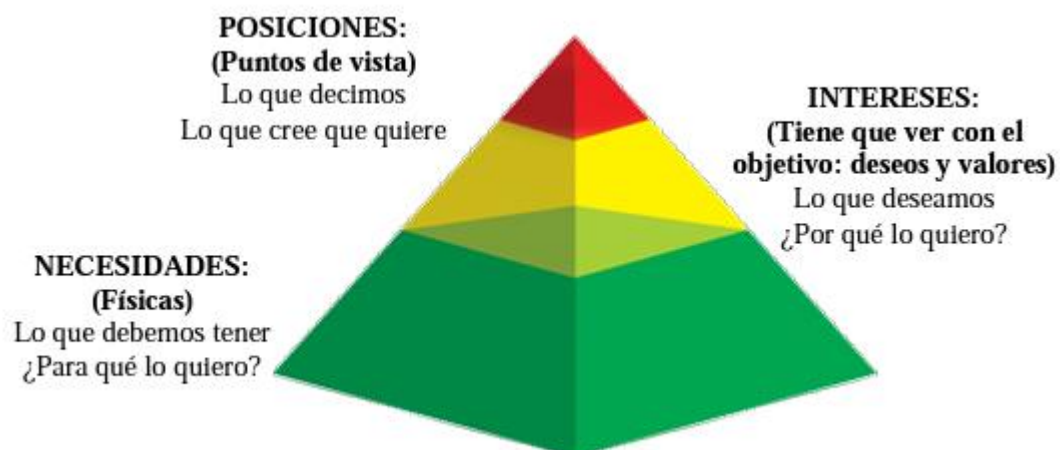 POSICIONES:
(Puntos de vista)
Lo que decimos
Lo que cree que quiere
INTERESES:
(Tiene que ver con el
objetivo: deseos y valores)
Lo que deseamos
¿Por qué lo quiero?
NECESIDADES:
(Físicas)
Lo que debemos tener
¿Para qué lo quiero?